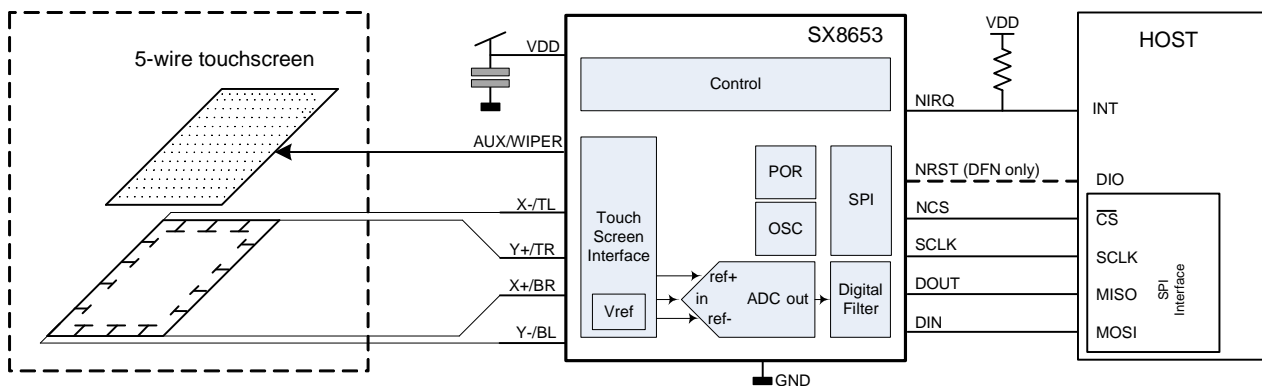 5-wire touchscreen
VDD
AUX/WIPER
X-/TL
Y+/TR
X+/BR
Y-/BL
SX8653
Control
Touch
Screen
Interface
Vref
POR
OSC
SPI
ref+
in
ref-
ADC out
Digital
Filter
GND
VDD
NIRQ
NRST (DFN only)
NCS
SCLK
DOUT
DIN
HOST
INT
DIO
CS
SCLK
MISO
MOSI
SPI
Interface